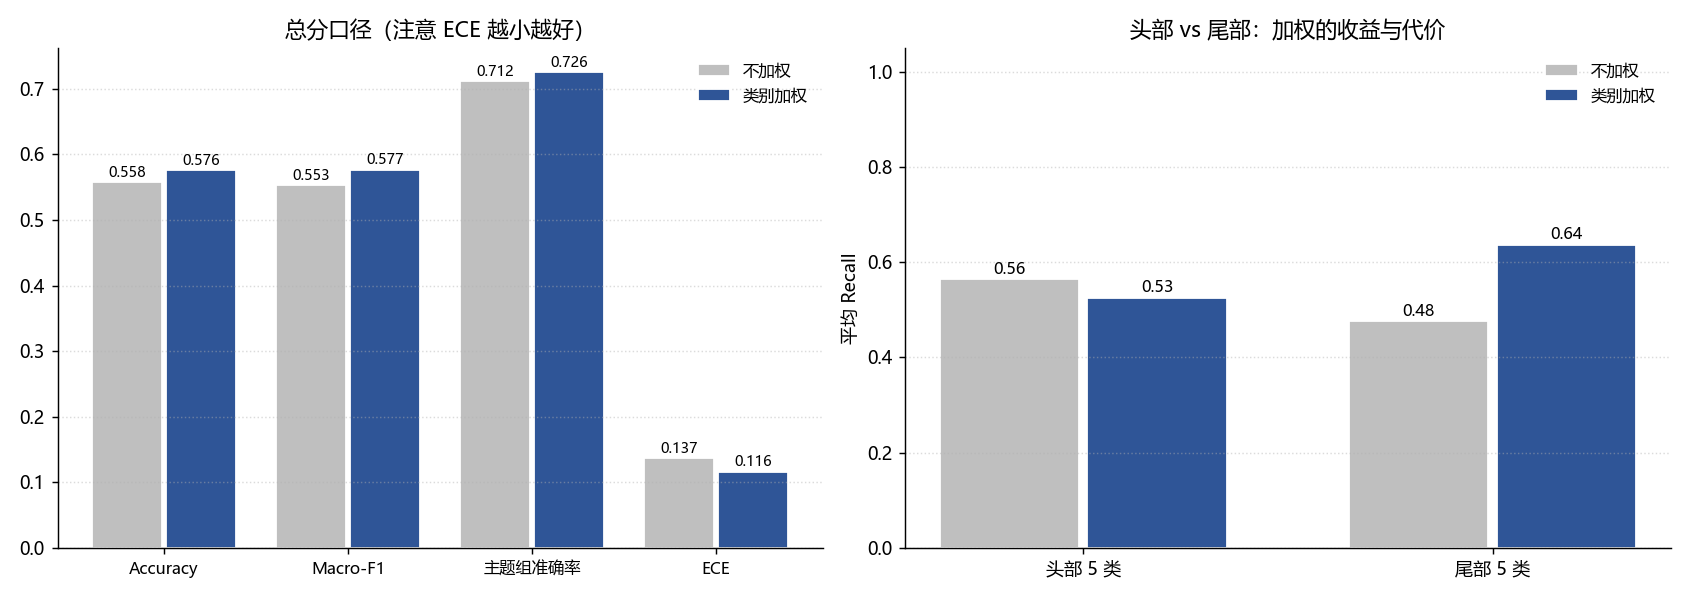 总分口径（注意 ECE 越小越好）
不加权
类别加权
0.7
0.6
0.5
0.4
0.3
0.2
0.1
0.0
0.558
0.576
0.553
0.577
0.712
0.726
0.137
0.116
Accuracy
Macro-F1
主题组准确率
ECE
头部 vs 尾部：加权的收益与代价
不加权
类别加权
平均 Recall
1.0
0.8
0.6
0.4
0.2
0.0
0.56
0.53
0.48
0.64
头部 5 类
尾部 5 类